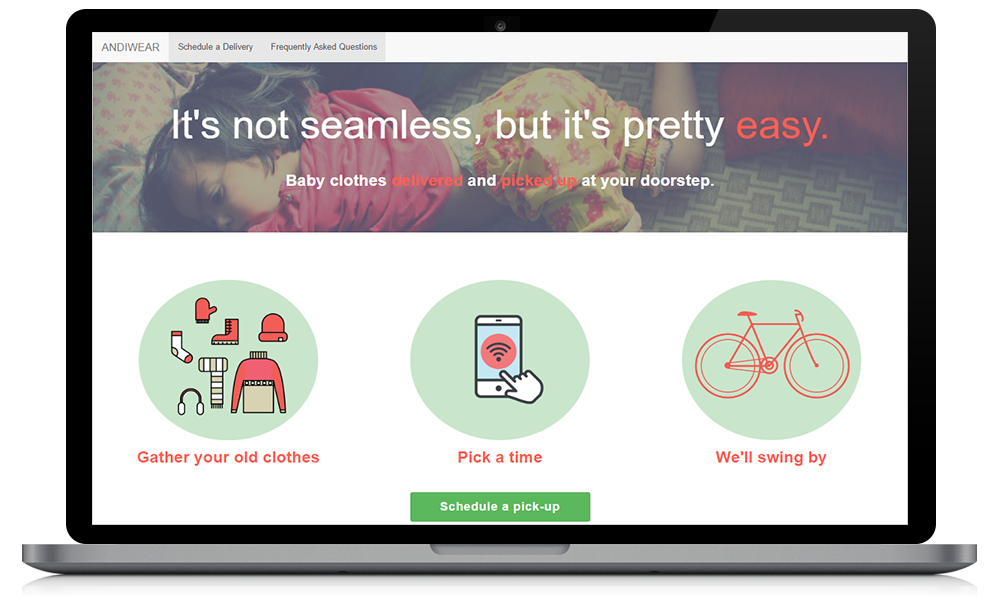 ANDIWEAR Schedule a Delivery Frequently Asked Questions
It's not seamless, but it's pretty easy.
Baby clothes delivered and picked up at your doorstep.
Gather your old clothes Pick a time We'll swing by
Schedule a pick-up